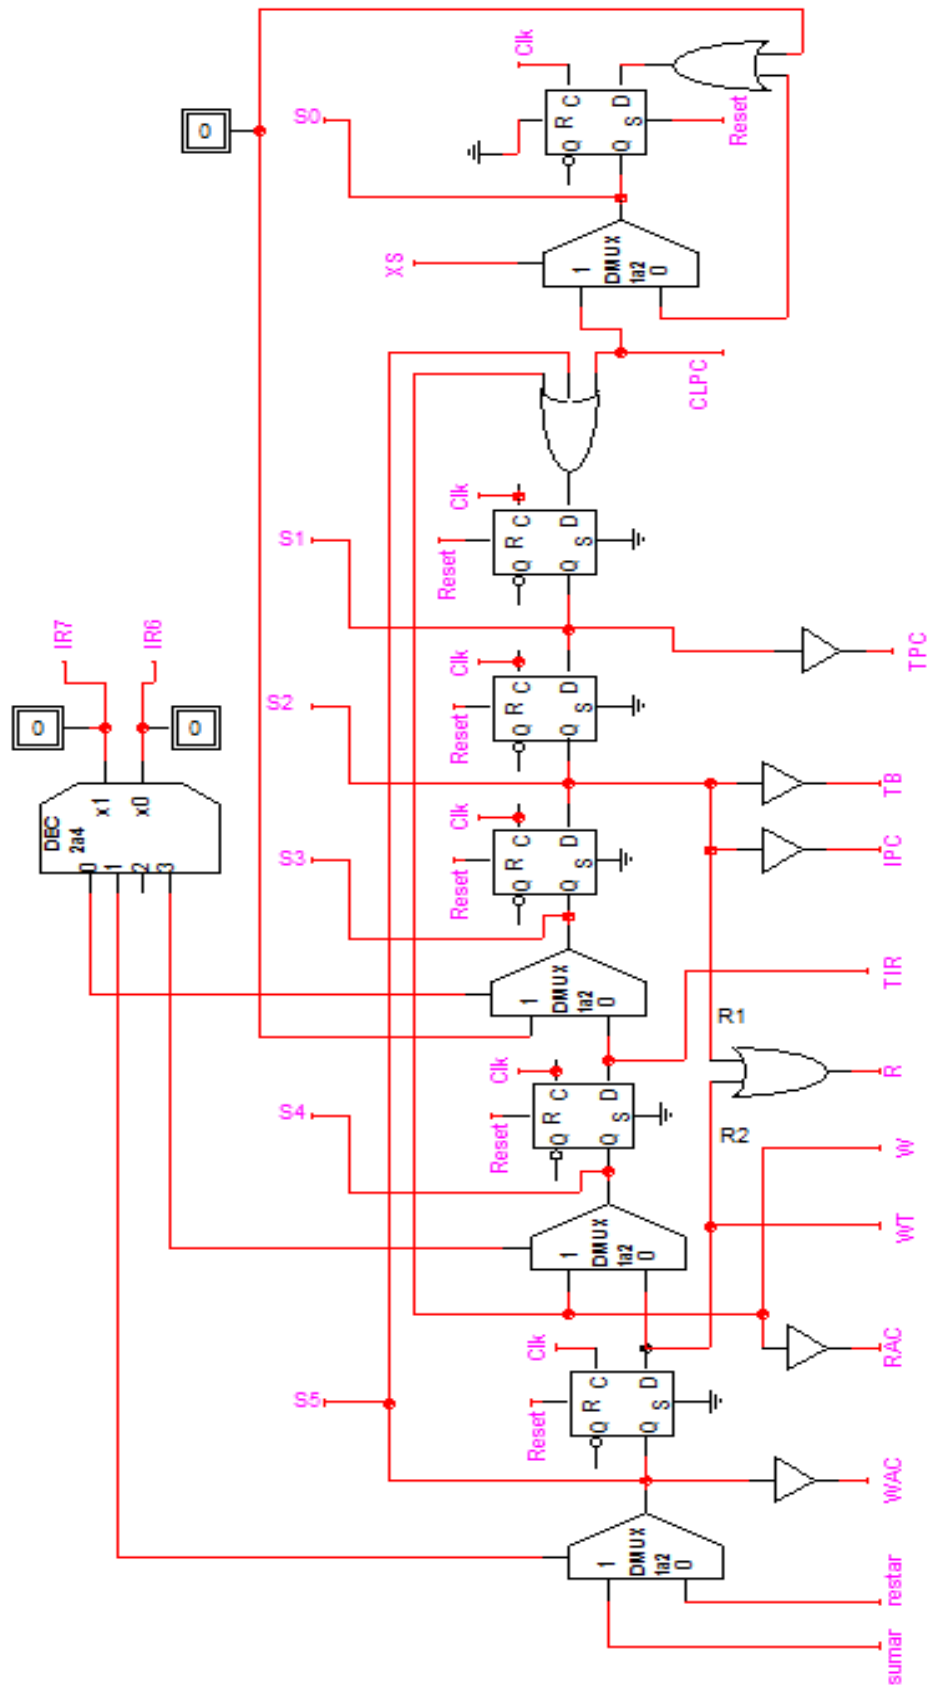 Clk
0
S0
C D
R S
Q Q
Reset
XS
DMUX
1a2
1 0
CLPC
Clk
S1
C D
R S
Q Q
Reset
IR7
IR6
TPC
Clk
S2
C D
R S
Q Q
Reset
0
0
TB
x1 x0
DEC
2a4
0 1 2 3
Clk
S3
C D
R S
Q Q
Reset
IPC
DMUX
1a2
1 0
TIR
R1
Clk
S4
C D
R S
Q Q
Reset
R
R2
W
DMUX
1a2
1 0
WT
Clk
RAC
S5
C D
R S
Q Q
Reset
WAC
DMUX
1a2
1 0
restar
sumar